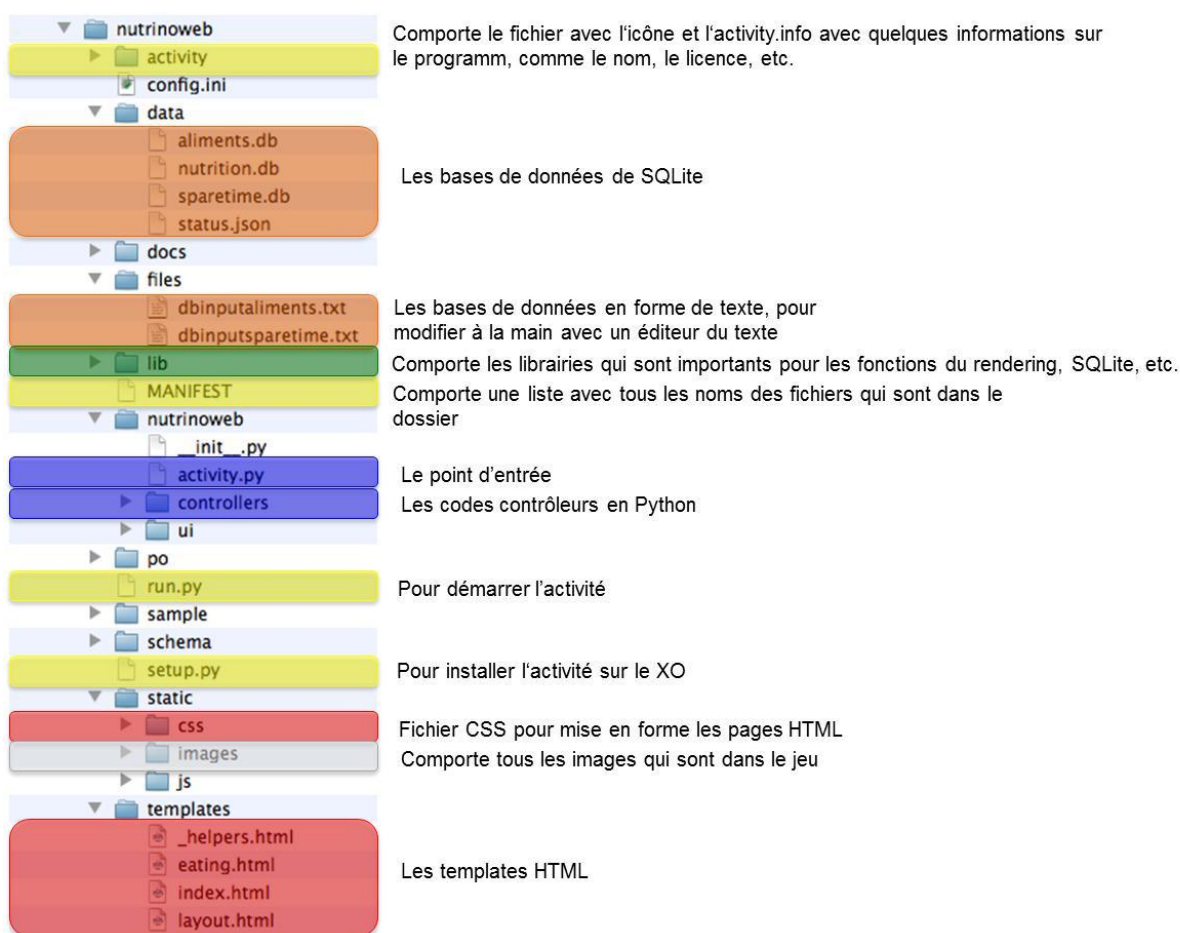 nutrinoweb
Comporte le fichier avec l‘icône et l‘activity.info avec quelques informations sur
le programm, comme le nom, le licence, etc.
activity
config.ini
data
aliments.db
nutrition.db
sparetime.db
status.json
Les bases de données de SQLite
docs
files
dbinputaliments.txt
dbinputsparetime.txt
Les bases de données en forme de texte, pour
modifier à la main avec un éditeur du texte
lib
Comporte les librairies qui sont importants pour les fonctions du rendering, SQLite, etc.
MANIFEST
Comporte une liste avec tous les noms des fichiers qui sont dans le
dossier
nutrinoweb
__init__.py
activity.py
Le point d’entrée
controllers
Les codes contrôleurs en Python
ui
po
run.py
Pour démarrer l’activité
sample
schema
setup.py
Pour installer l‘activité sur le XO
static
css
Fichier CSS pour mise en forme les pages HTML
images
Comporte tous les images qui sont dans le jeu
js
templates
_helpers.html
eating.html
index.html
layout.html
Les templates HTML